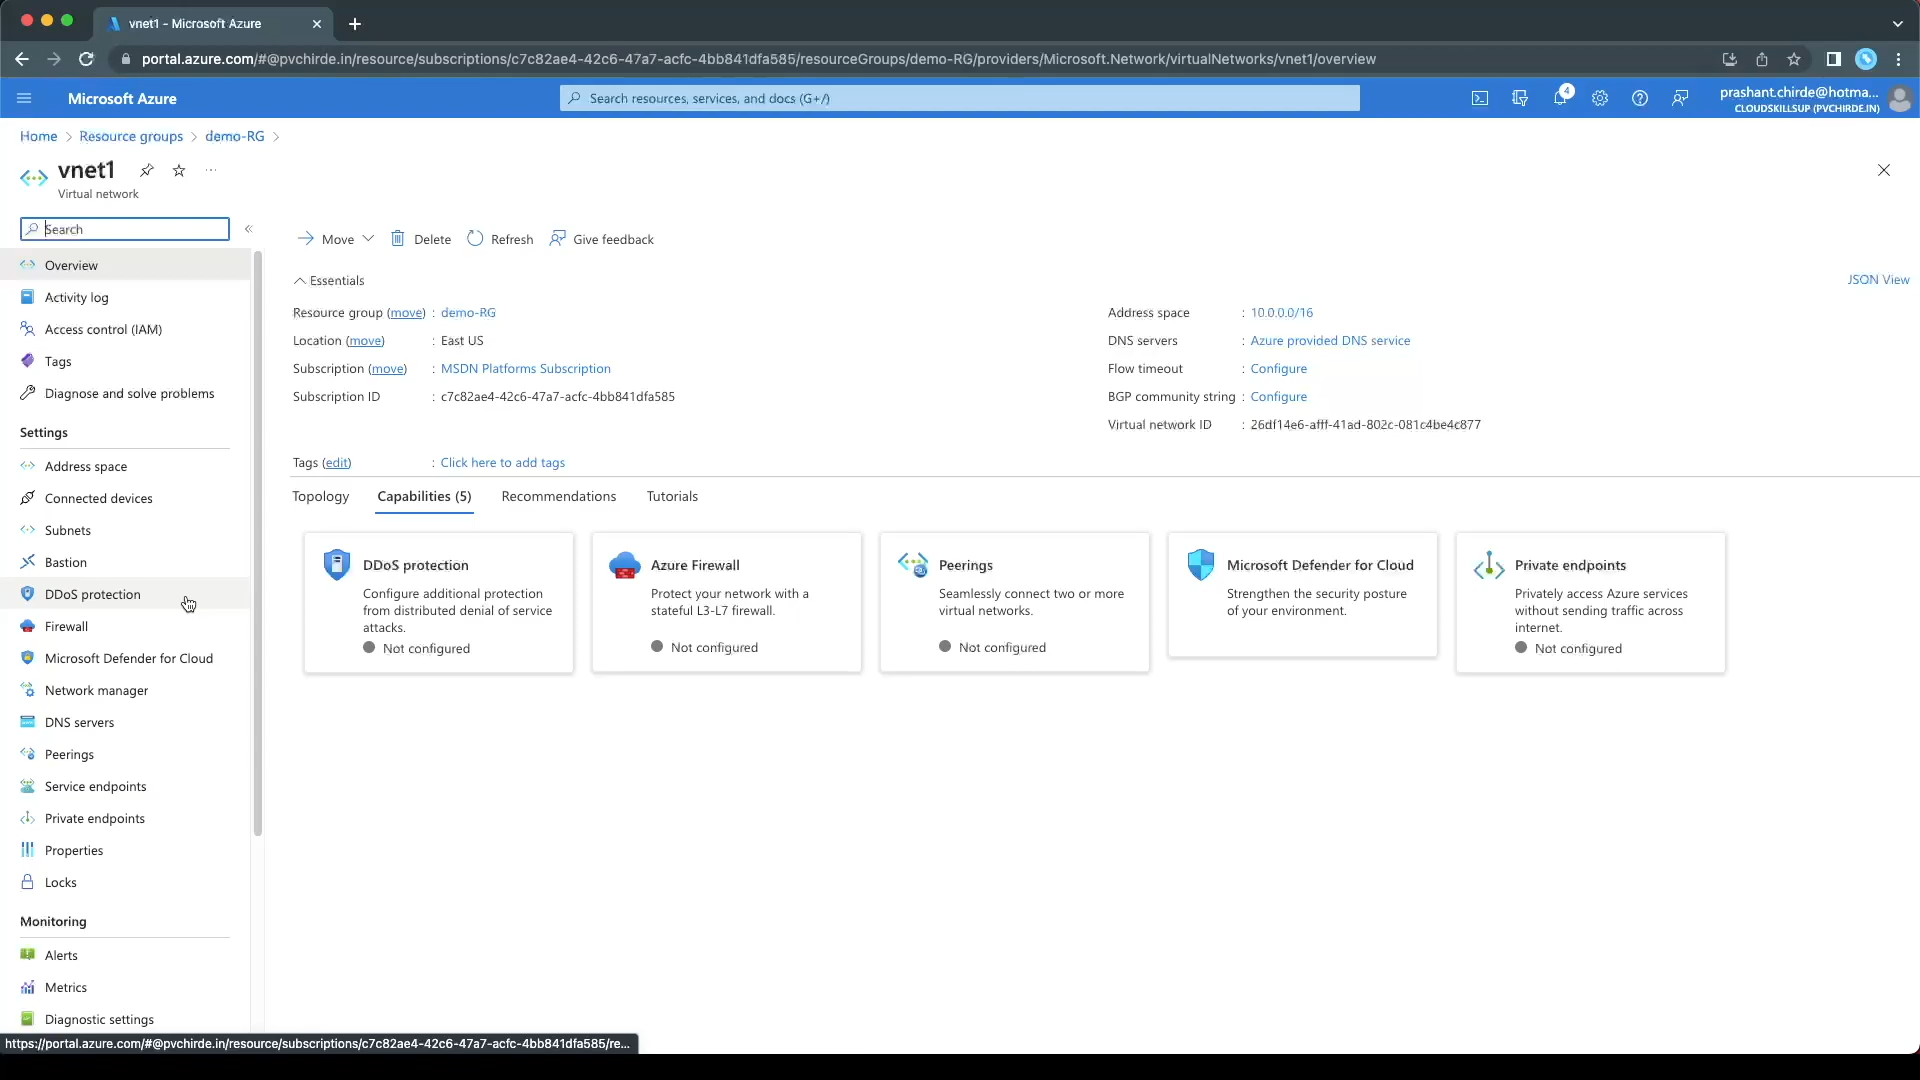 vnet1 - Microsoft Azure
portal.azure.com/#@pvchirde.in/resource/subscriptions/c7c82ae4-42c6-47a7-acfc-4bb841dfa585/resourceGroups/demo-RG/providers/Microsoft.Network/virtualNetworks/vnet1/overview
Microsoft Azure
Search resources, services, and docs (G+/)
4
prashant.chirde@hotma...
CLOUDSKILLSUP (PVCHIRDE.IN)
Home > Resource groups > demo-RG >
vnet1
Virtual network
Search
Overview
Activity log
Access control (IAM)
Tags
Diagnose and solve problems
Settings
Address space
Connected devices
Subnets
Bastion
DDoS protection
Firewall
Microsoft Defender for Cloud
Network manager
DNS servers
Peerings
Service endpoints
Private endpoints
Properties
Locks
Monitoring
Alerts
Metrics
Diagnostic settings
Move
Delete
Refresh
Give feedback
Essentials
JSON View
Resource group (move) : demo-RG
Location (move) : East US
Subscription (move) : MSDN Platforms Subscription
Subscription ID : c7c82ae4-42c6-47a7-acfc-4bb841dfa585
Address space : 10.0.0.0/16
DNS servers : Azure provided DNS service
Flow timeout : Configure
BGP community string : Configure
Virtual network ID : 26df14e6-afff-41ad-802c-081c4be4c877
Tags (edit) : Click here to add tags
Topology
Capabilities (5)
Recommendations
Tutorials
DDoS protection
Configure additional protection
from distributed denial of service
attacks.
Not configured
Azure Firewall
Protect your network with a
stateful L3-L7 firewall.
Not configured
Peerings
Seamlessly connect two or more
virtual networks.
Not configured
Microsoft Defender for Cloud
Strengthen the security posture
of your environment.
Private endpoints
Privately access Azure services
without sending traffic across
internet.
Not configured
https://portal.azure.com/#@pvchirde.in/resource/subscriptions/c7c82ae4-42c6-47a7-acfc-4bb841dfa585/re...